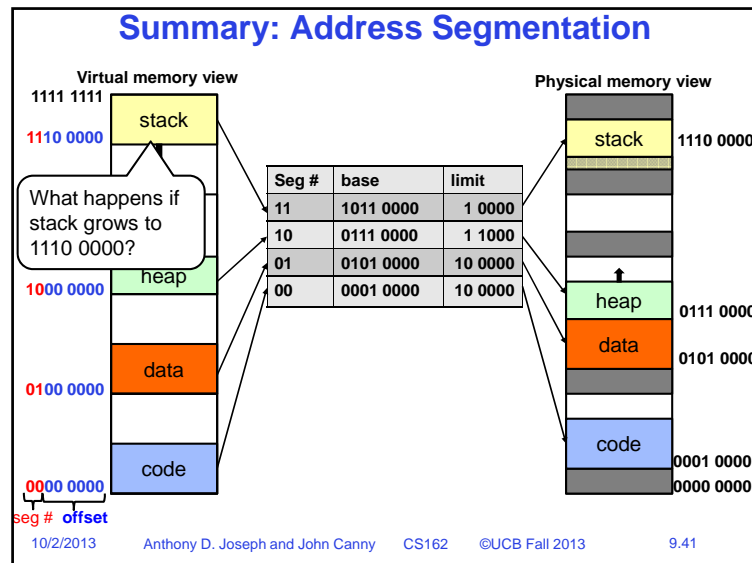 Summary: Address Segmentation
Virtual memory view
Physical memory view
1111 1111
stack
1110 0000
What happens if
stack grows to
1110 0000?
heap
1000 0000
data
0100 0000
code
0000 0000
seg # offset
Seg # base limit
11 1011 0000 1 0000
10 0111 0000 1 1000
01 0101 0000 10 0000
00 0001 0000 10 0000
stack
1110 0000
heap
0111 0000
data
0101 0000
code
0001 0000
0000 0000
10/2/2013 Anthony D. Joseph and John Canny CS162 ©UCB Fall 2013 9.41